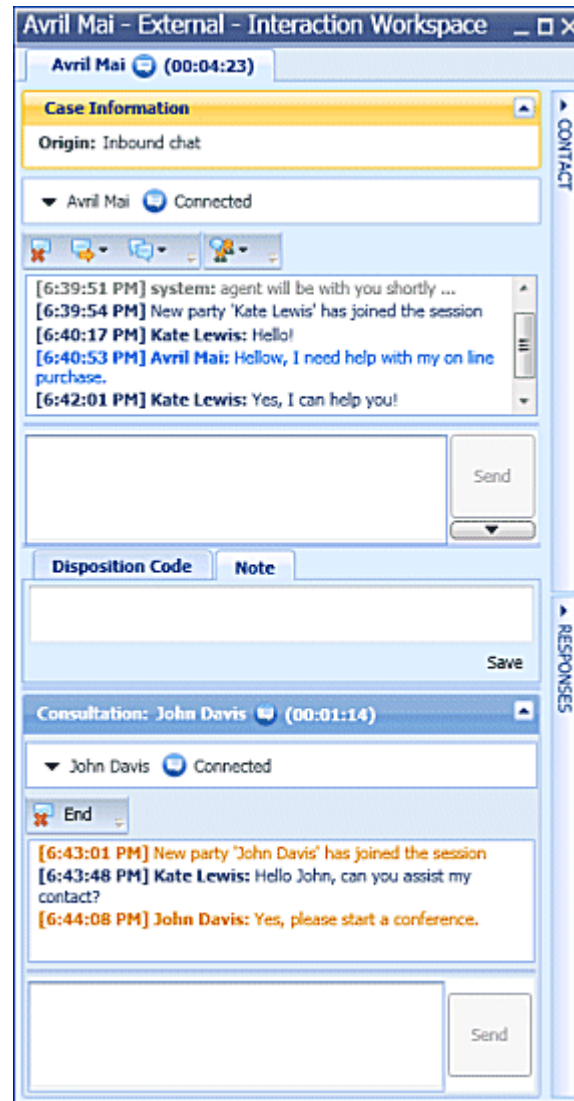 Avril Mai - External - Interaction Workspace
Avril Mai (00:04:23)
Case Information
Origin: Inbound chat
Avril Mai Connected
[6:39:51 PM] system: agent will be with you shortly ...
[6:39:54 PM] New party 'Kate Lewis' has joined the session
[6:40:17 PM] Kate Lewis: Hello!
[6:40:53 PM] Avril Mai: Hellow, I need help with my on line
purchase.
[6:42:01 PM] Kate Lewis: Yes, I can help you!
Send
Disposition Code Note
Save
Consultation: John Davis (00:01:14)
John Davis Connected
End
[6:43:01 PM] New party 'John Davis' has joined the session
[6:43:48 PM] Kate Lewis: Hello John, can you assist my
contact?
[6:44:08 PM] John Davis: Yes, please start a conference.
Send
CONTACT
RESPONSES